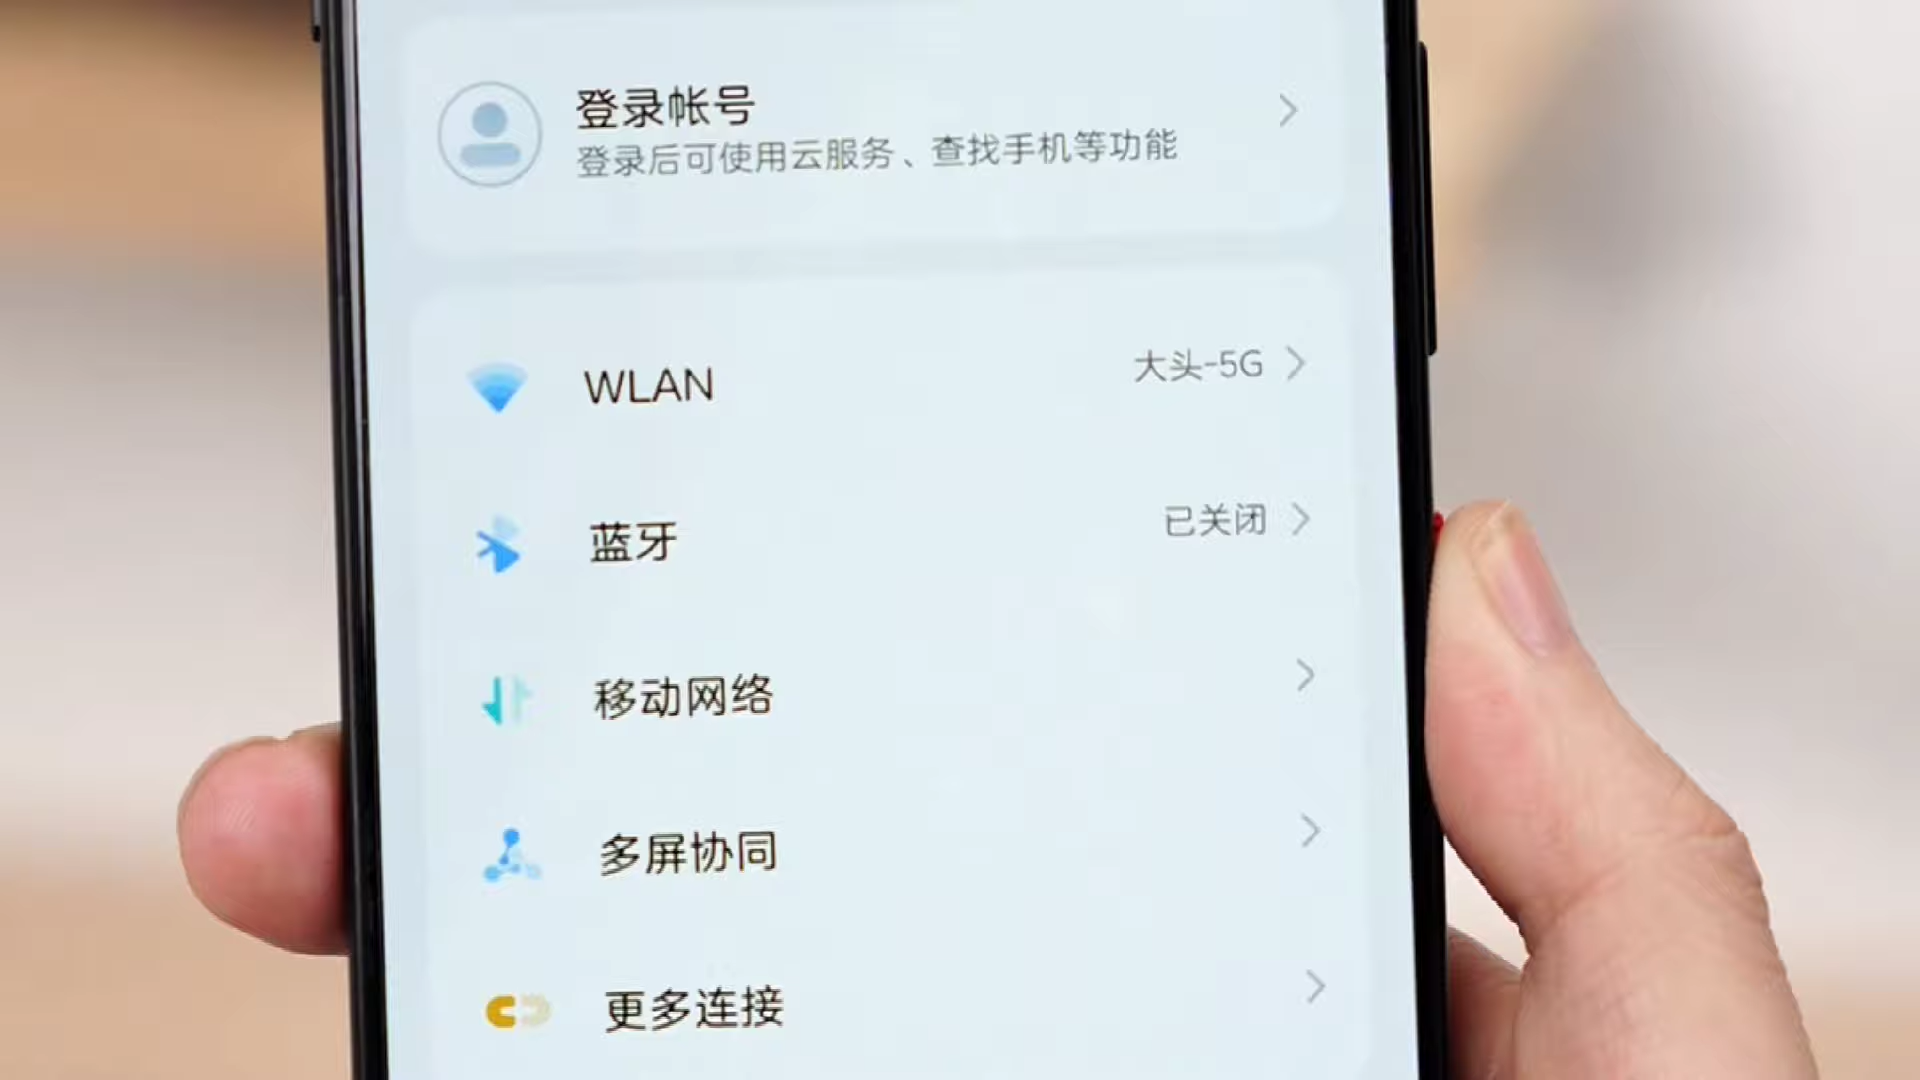 登录帐号
登录后可使用云服务、查找手机等功能
WLAN 大头-5G
蓝牙 已关闭
移动网络
多屏协同
更多连接